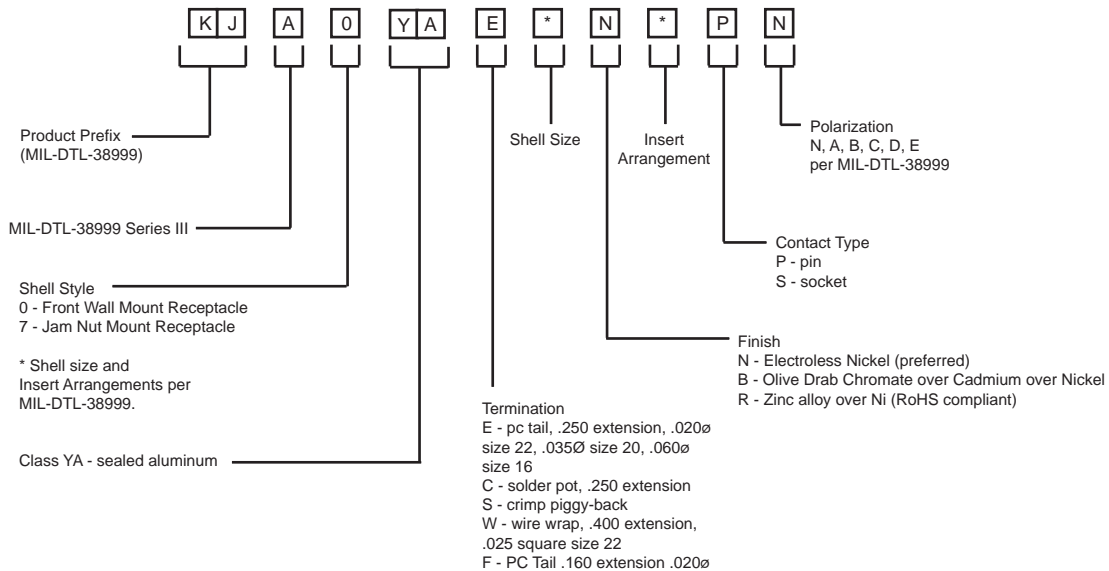 K J A 0 Y A E * N * P N
Product Prefix
(MIL-DTL-38999)
MIL-DTL-38999 Series III
Shell Style
0 - Front Wall Mount Receptacle
7 - Jam Nut Mount Receptacle
* Shell size and
Insert Arrangements per
MIL-DTL-38999.
Class YA - sealed aluminum
Termination
E - pc tail, .250 extension, .020ø
size 22, .035Ø size 20, .060ø
size 16
C - solder pot, .250 extension
S - crimp piggy-back
W - wire wrap, .400 extension,
.025 square size 22
F - PC Tail .160 extension .020ø
Shell Size
Insert
Arrangement
Finish
N - Electroless Nickel (preferred)
B - Olive Drab Chromate over Cadmium over Nickel
R - Zinc alloy over Ni (RoHS compliant)
Contact Type
P - pin
S - socket
Polarization
N, A, B, C, D, E
per MIL-DTL-38999